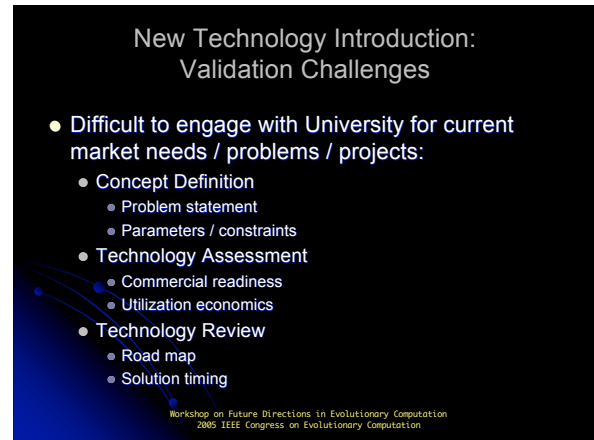 New Technology Introduction:
Validation Challenges
Difficult to engage with University for current
market needs / problems / projects:
Concept Definition
Problem statement
Parameters / constraints
Technology Assessment
Commercial readiness
Utilization economics
Technology Review
Road map
Solution timing
Workshop on Future Directions in Evolutionary Computation
2005 IEEE Congress on Evolutionary Computation